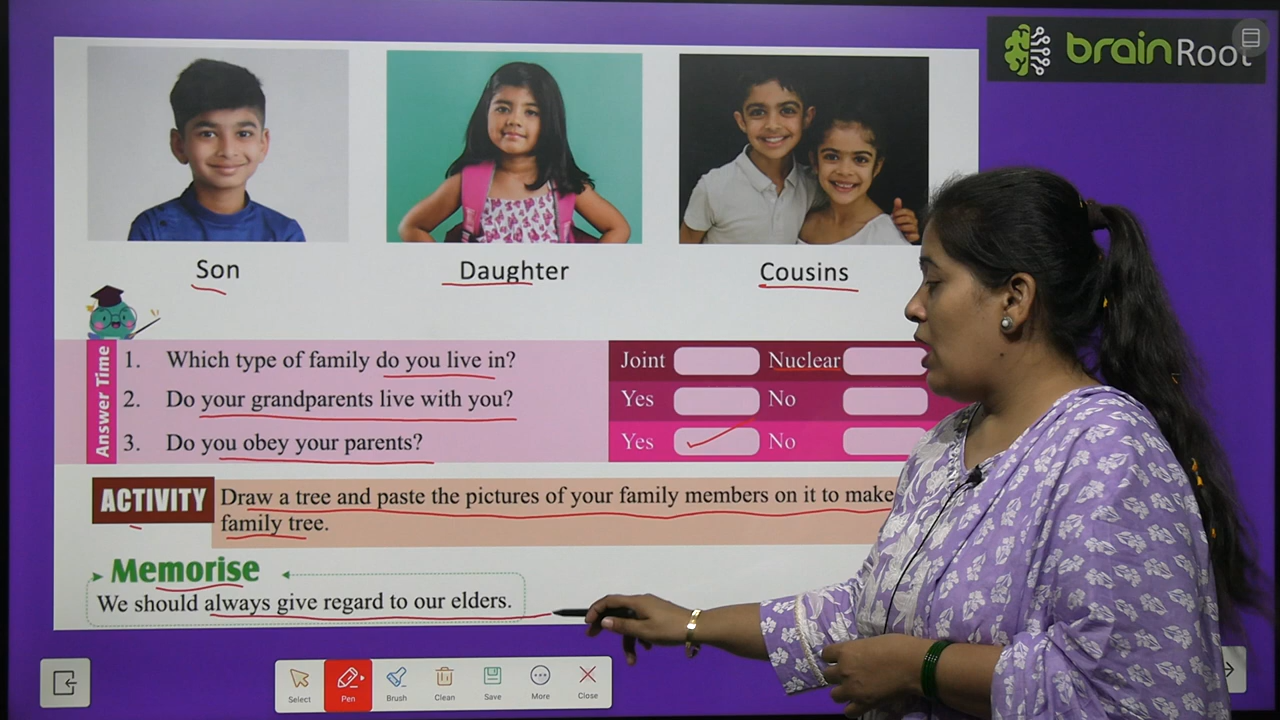 brainRoot
Son
Daughter
Cousins
Answer Time
1. Which type of family do you live in?
Joint
Nuclear
2. Do your grandparents live with you?
Yes
No
3. Do you obey your parents?
Yes
No
ACTIVITY
Draw a tree and paste the pictures of your family members on it to make
family tree.
Memorise
We should always give regard to our elders.
Select
Pen
Brush
Clean
Save
More
Close